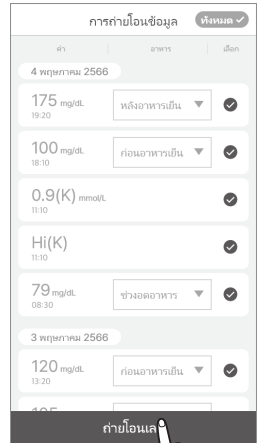 การถ่ายโอนข้อมูล ทั้งหมด
ค่า อาหาร เลือก
4 พฤษภาคม 2566
175 mg/dL หลังอาหารเย็น
19:20
100 mg/dL ก่อนอาหารเย็น
18:10
0.9(K) mmol/L
11:10
Hi(K)
11:10
79 mg/dL ช่วงอดอาหาร
08:30
3 พฤษภาคม 2566
120 mg/dL ก่อนอาหารเย็น
13:20